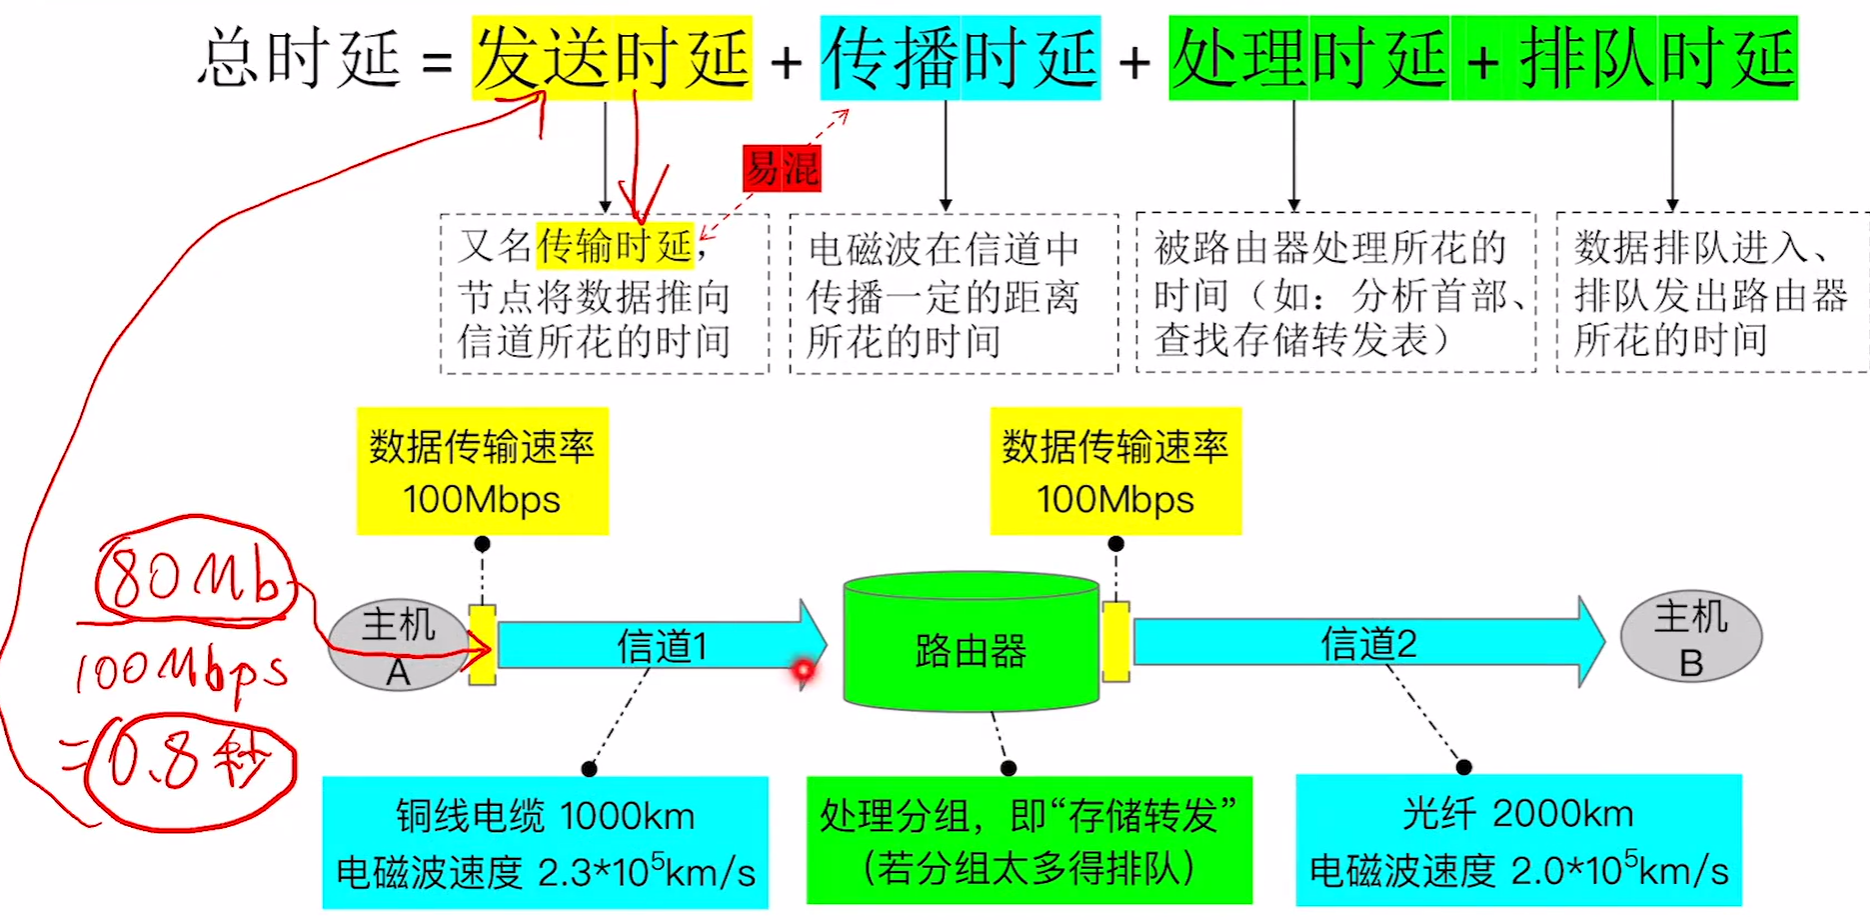 总时延 = 发送时延 + 传播时延 + 处理时延 + 排队时延
易混
又名传输时延，
节点将数据推向
信道所花的时间
电磁波在信道中
传播一定的距离
所花的时间
被路由器处理所花的
时间（如：分析首部、
查找存储转发表）
数据排队进入、
排队发出路由器
所花的时间
数据传输速率
100Mbps
数据传输速率
100Mbps
80Mb
100Mbps
=0.8秒
主机
A
信道1
路由器
信道2
主机
B
铜线电缆 1000km
电磁波速度 2.3*10⁵km/s
处理分组，即“存储转发”
（若分组太多得排队）
光纤 2000km
电磁波速度 2.0*10⁵km/s